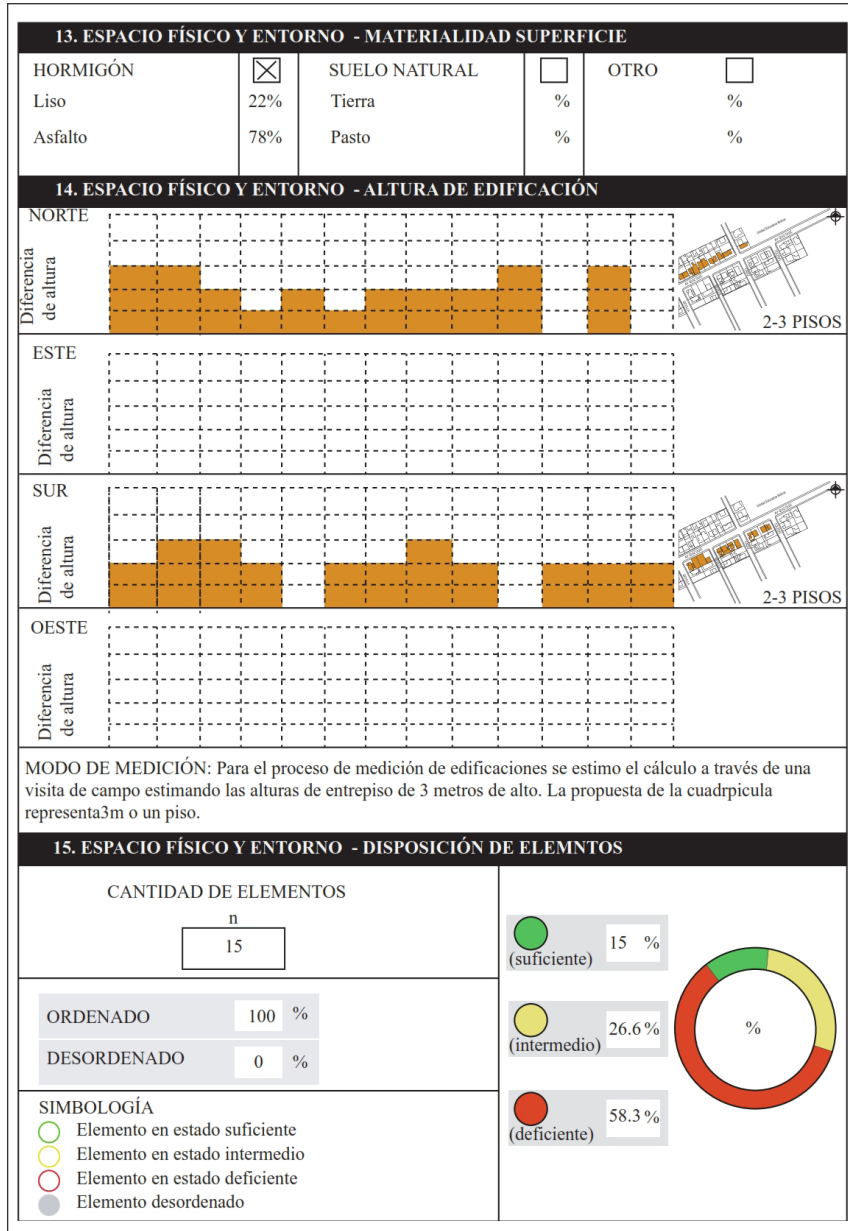 13. ESPACIO FÍSICO Y ENTORNO - MATERIALIDAD SUPERFICIE
HORMIGÓN SUELO NATURAL OTRO
Liso 22% Tierra % %
Asfalto 78% Pasto % %
14. ESPACIO FÍSICO Y ENTORNO - ALTURA DE EDIFICACIÓN
NORTE
Diferencia
de altura
2-3 PISOS
ESTE
Diferencia
de altura
SUR
Diferencia
de altura
2-3 PISOS
OESTE
Diferencia
de altura
MODO DE MEDICIÓN: Para el proceso de medición de edificaciones se estimo el cálculo a través de una
visita de campo estimando las alturas de entrepiso de 3 metros de alto. La propuesta de la cuadrpicula
representa3m o un piso.
15. ESPACIO FÍSICO Y ENTORNO - DISPOSICIÓN DE ELEMNTOS
CANTIDAD DE ELEMENTOS
n
15
ORDENADO 100 %
DESORDENADO 0 %
SIMBOLOGÍA
Elemento en estado suficiente
Elemento en estado intermedio
Elemento en estado deficiente
Elemento desordenado
15 %
(suficiente)
26.6 %
(intermedio)
58.3 %
(deficiente)
%